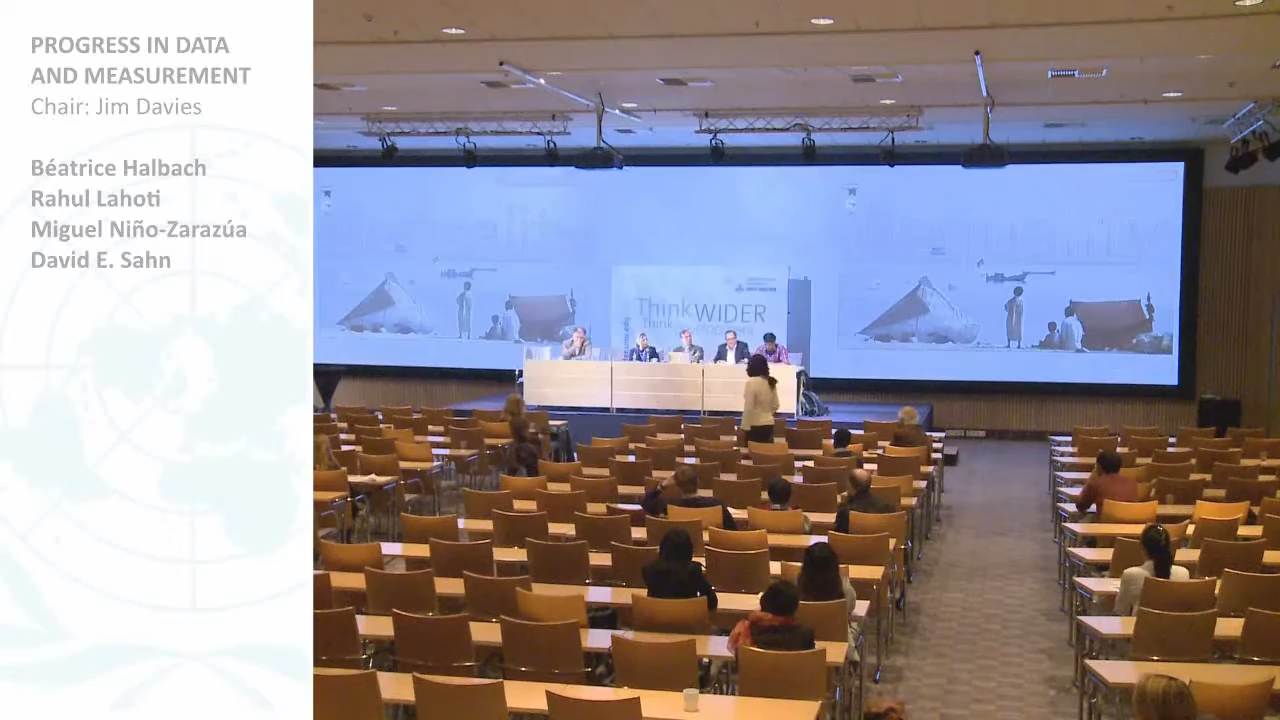 PROGRESS IN DATA
AND MEASUREMENT
Chair: Jim Davies
Béatrice Halbach
Rahul Lahoti
Miguel Niño-Zarazúa
David E. Sahn
Think WIDER
Think